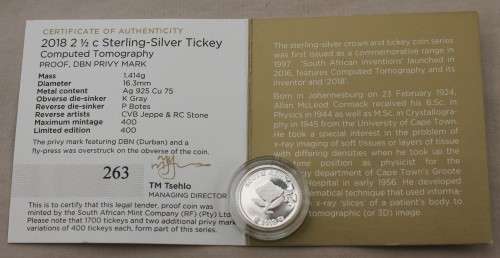 CERTIFICATE OF AUTHENTICITY
2018 2 ½ c Sterling-Silver Tickey
Computed Tomography
PROOF, DBN PRIVY MARK
Mass 1,414g
Diameter 16.3mm
Metal content Ag 925 Cu 75
Obverse die-sinker K Gray
Reverse die-sinker P Botes
Reverse artists CVB Jeppe & RC Stone
Maximum mintage 400
Limited edition 400
The privy mark featuring DBN (Durban) and a
fly-press was overstruck on the obverse of the coin.
263
TM Tsehlo
MANAGING DIRECTOR
This is to certify that this legal tender, proof coin was
minted by the South African Mint Company (RF) (Pty) Ltd.
Please note that 1700 tickeys and two additional privy mark
variations of 400 tickeys each, form part of this series.
The sterling-silver crown and tickey coin series
was first issued as a commemorative range in
1997. 'South African inventions' launched in
2016, features Computed Tomography and its
inventor and '2018'.
Born in Johannesburg on 23 February 1924,
Allan McLeod Cormack received his B.Sc. in
Physics in 1944 as well as M.Sc. in Crystallogra-
phy in 1945 from the University of Cape Town.
He took a special interest in the problem of
x-ray imaging of soft tissues or layers of tissue
with differing densities when he took up the
time position as physicist for the
department of Cape Town's Groote
Hospital in early 1956. He developed
mathematical technique that used informa-
x-ray 'slices' of a patient's body to
tomographic (or 3D) image.